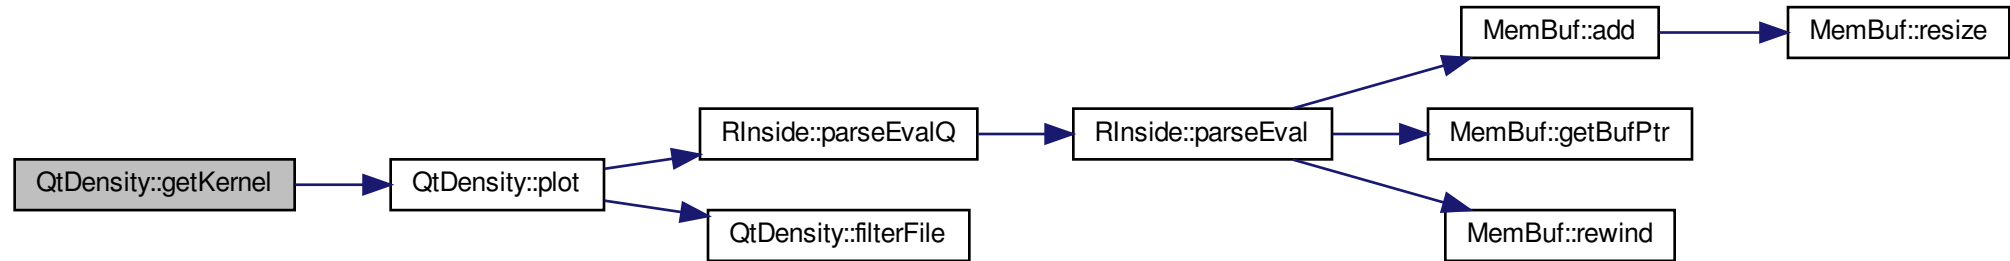 QtDensity::getKernel
QtDensity::plot
RInside::parseEvalQ
QtDensity::filterFile
RInside::parseEval
MemBuf::add
MemBuf::getBufPtr
MemBuf::rewind
MemBuf::resize